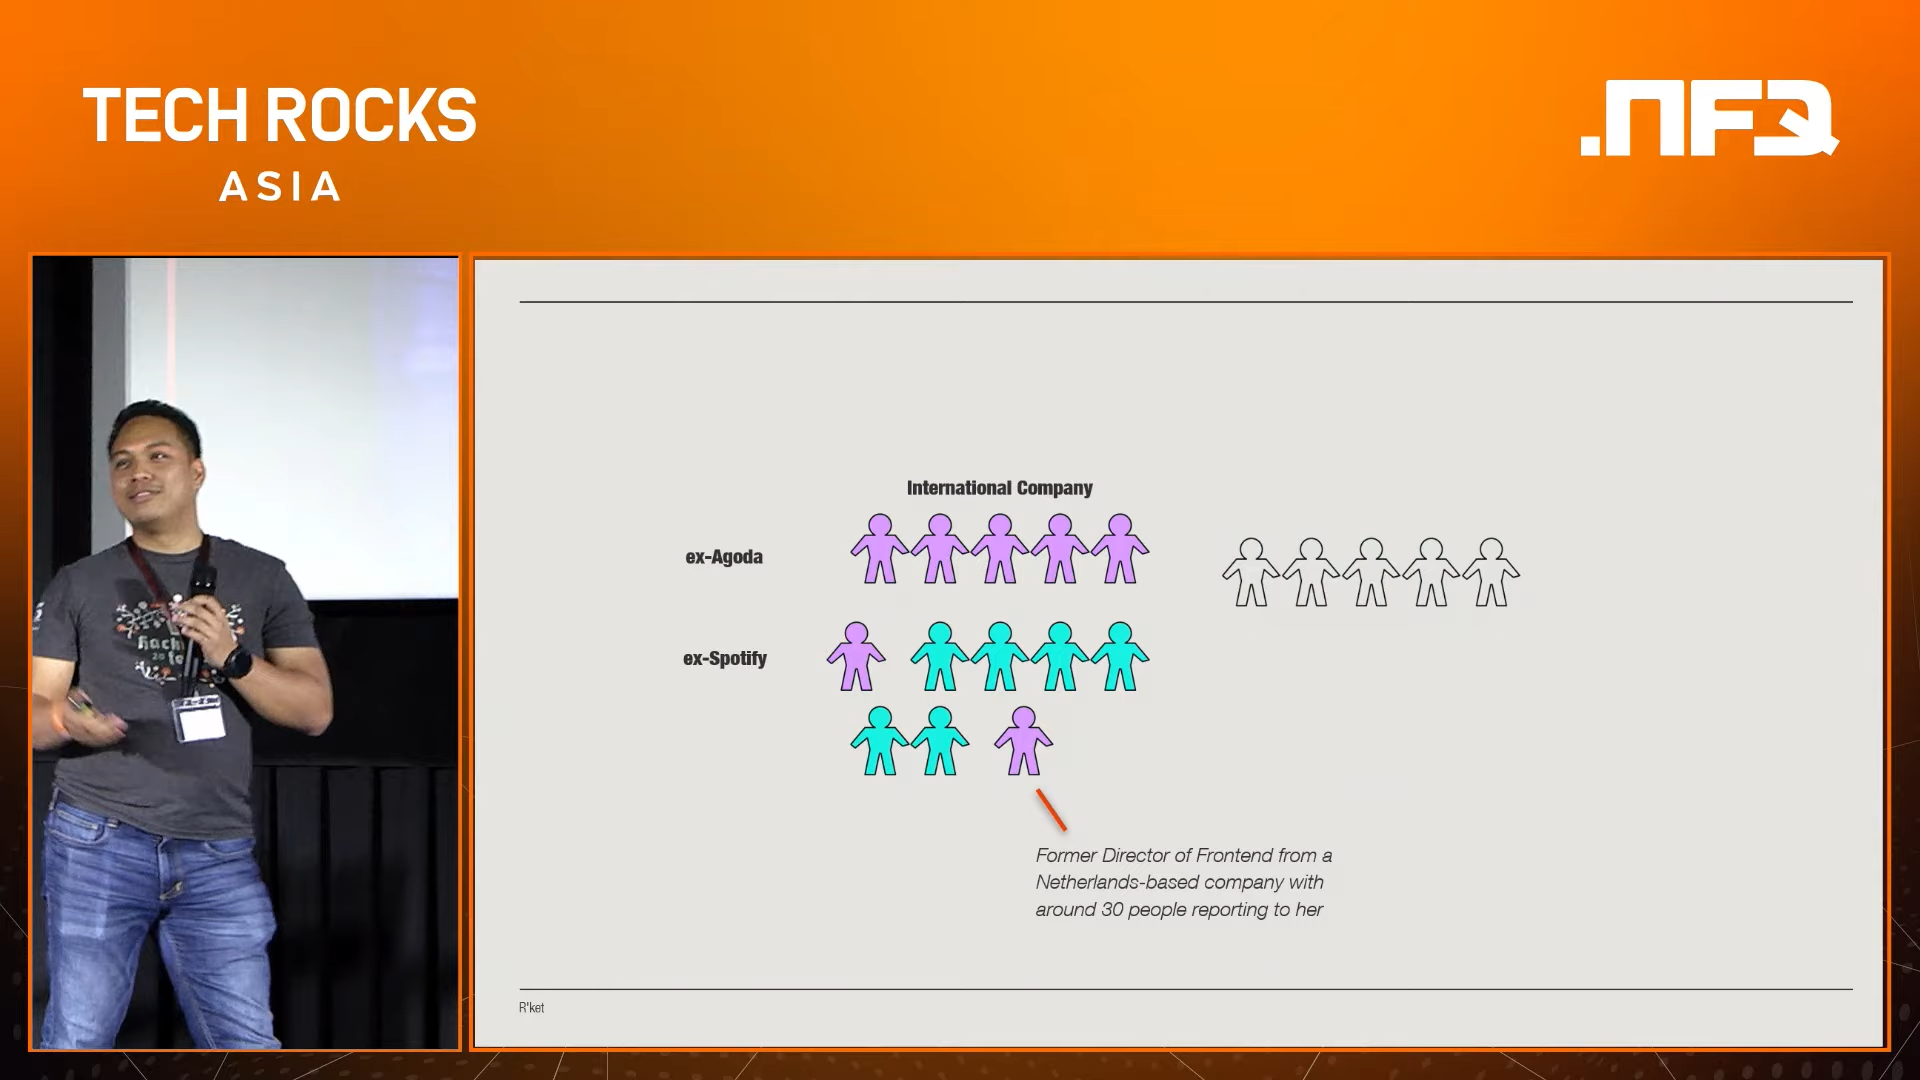 TECH ROCKS
ASIA
.NFQ
International Company
ex-Agoda
ex-Spotify
Former Director of Frontend from a
Netherlands-based company with
around 30 people reporting to her
R'ket
hack